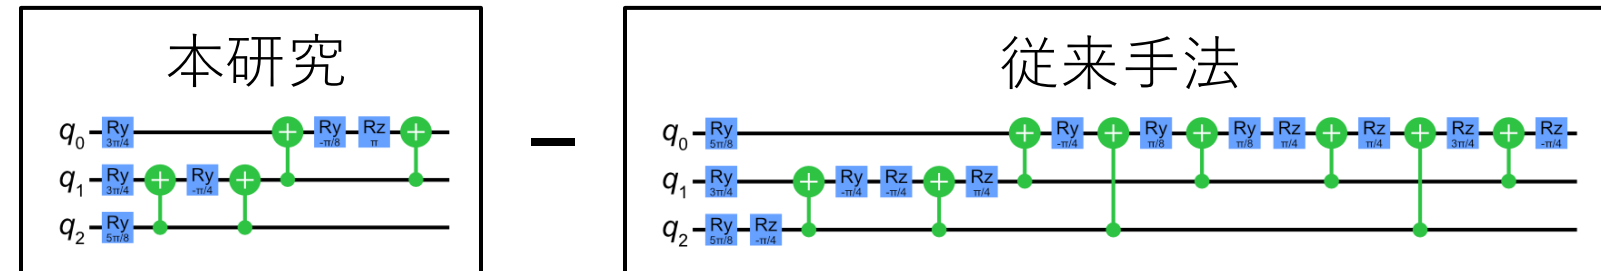 本研究 従来手法
q0 Ry 3π/4 Ry -π/8 Rz π
q1 Ry 3π/4 Ry -π/4
q2 Ry 5π/8
q0 Ry 5π/8 Ry -π/4 Ry π/8 Ry π/8 Rz π/4 Rz π/4 Rz 3π/4 Rz -π/4
q1 Ry 3π/4 Ry -π/4 Rz -π/4 Rz π/4
q2 Ry 5π/8 Rz -π/4